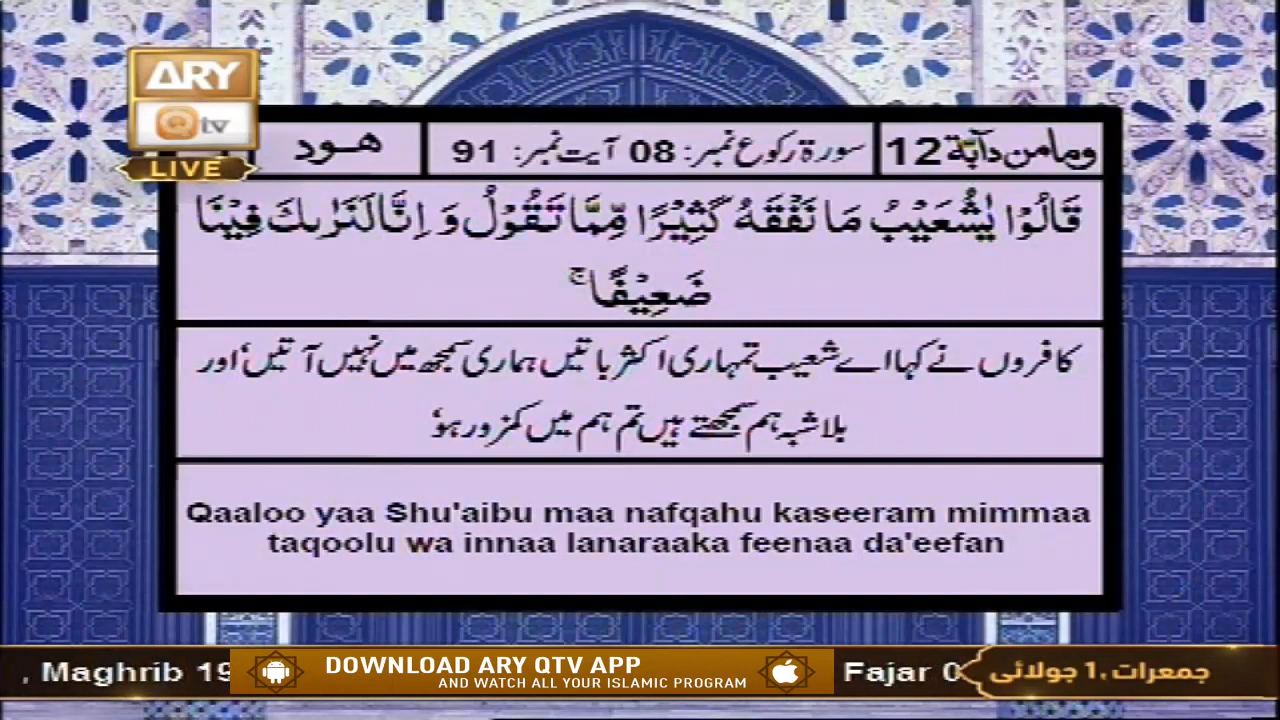 ARY
Qtv
LIVE
ومامن دآبة 12
سورۃ رکوع نمبر: 08 آیت نمبر: 91
ھود
قَالُوْا یٰشُعَیْبُ مَا نَفْقَهُ كَثِیْرًا مِّمَّا تَقُوْلُ وَ اِنَّا لَنَرٰىكَ فِیْنَا
ضَعِیْفًا ۚ
کافروں نے کہا اے شعیب تمہاری اکثر باتیں ہماری سمجھ میں نہیں آتیں‘ اور
بلاشبہ ہم سمجھتے ہیں تم ہم میں کمزور ہو‘
Qaaloo yaa Shu'aibu maa nafqahu kaseeram mimmaa
taqoolu wa innaa lanaraaka feenaa da'eefan
, Maghrib 19
DOWNLOAD ARY QTV APP
AND WATCH ALL YOUR ISLAMIC PROGRAM
Fajar 0
جمعرات، 1 جولائی